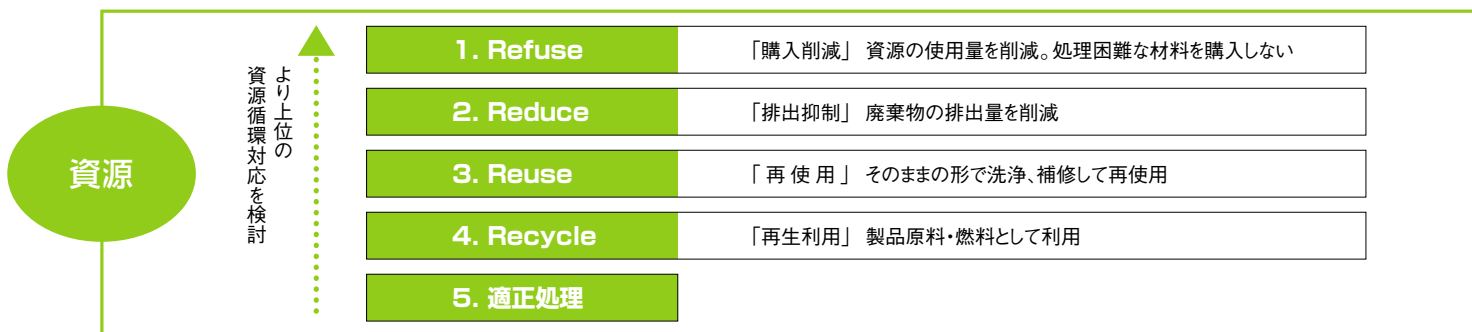 資源
より上位の
資源循環対応を検討
1. Refuse
「購入削減」 資源の使用量を削減。処理困難な材料を購入しない
2. Reduce
「排出抑制」 廃棄物の排出量を削減
3. Reuse
「再使用」 そのままの形で洗浄、補修して再使用
4. Recycle
「再生利用」 製品原料・燃料として利用
5. 適正処理